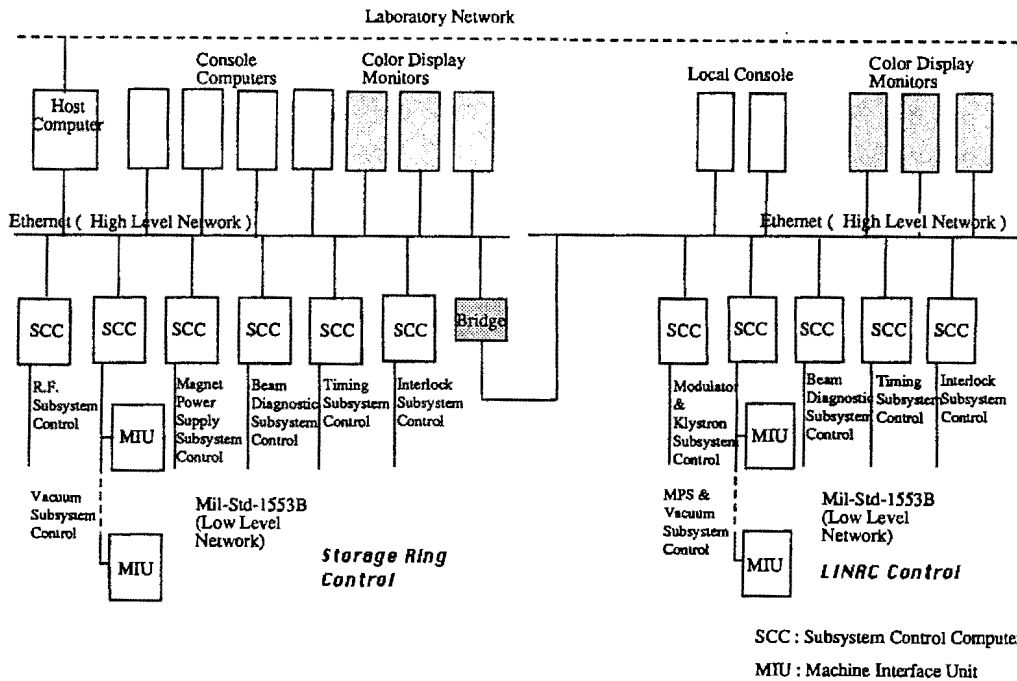 Laboratory Network
Console
Computers
Color Display
Monitors
Local Console
Color Display
Monitors
Host
Computer
Ethernet ( High Level Network )
Ethernet ( High Level Network )
SCC
SCC
SCC
SCC
SCC
SCC
Bridge
SCC
SCC
SCC
SCC
SCC
R.F.
Subsystem
Control
Magnet
Power
Supply
Subsystem
Control
Beam
Diagnostic
Subsystem
Control
Timing
Subsystem
Control
Interlock
Subsystem
Control
MIU
Modulator
& Klystron
Subsystem
Control
MIU
Beam
Diagnostic
Subsystem
Control
Timing
Subsystem
Control
Interlock
Subsystem
Control
Vacuum
Subsystem
Control
Mil-Std-1553B
(Low Level
Network)
MIU
Storage Ring
Control
MPS &
Vacuum
Subsystem
Control
Mil-Std-1553B
(Low Level
Network)
MIU
LINRC Control
SCC : Subsystem Control Compute
MIU : Machine Interface Unit